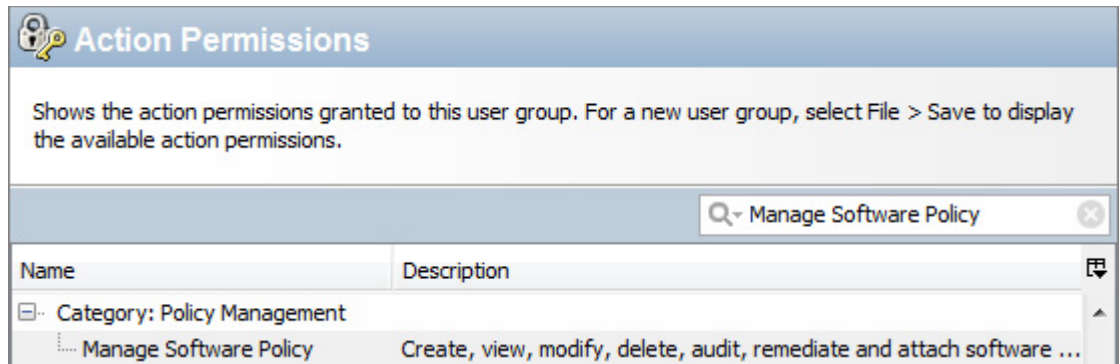 Action Permissions
Shows the action permissions granted to this user group. For a new user group, select File > Save to display
the available action permissions.
Manage Software Policy
Name Description
Category: Policy Management
Manage Software Policy Create, view, modify, delete, audit, remediate and attach software ...